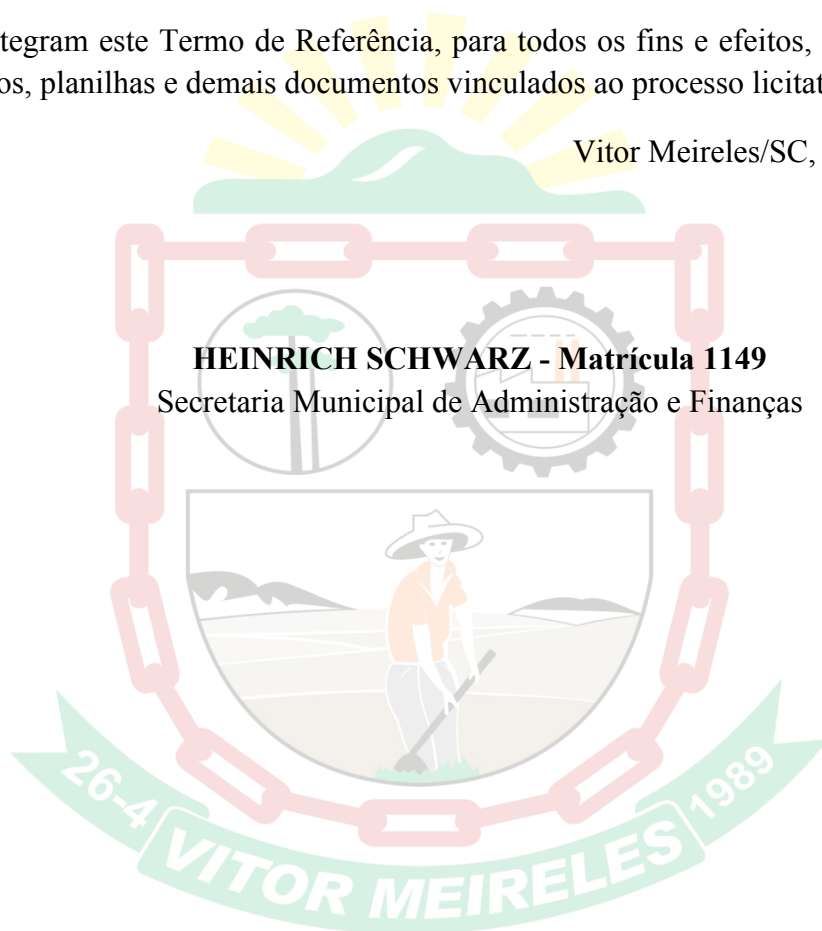 tegram este Termo de Referência, para todos os fins e efeitos,
os, planilhas e demais documentos vinculados ao processo licitat
Vitor Meireles/SC,
HEINRICH SCHWARZ - Matrícula 1149
Secretaria Municipal de Administração e Finanças
26-4 VITOR MEIRELES 1989